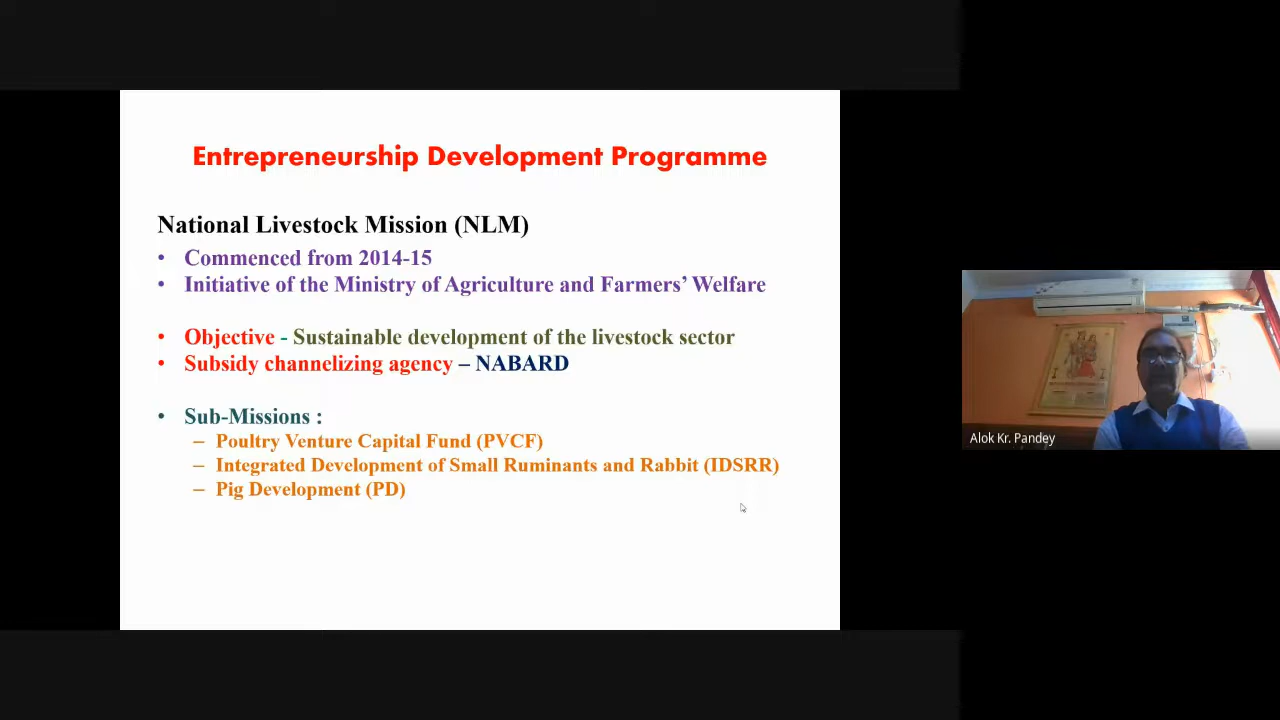 Entrepreneurship Development Programme
National Livestock Mission (NLM)
• Commenced from 2014-15
• Initiative of the Ministry of Agriculture and Farmers' Welfare
• Objective - Sustainable development of the livestock sector
• Subsidy channelizing agency – NABARD
• Sub-Missions :
– Poultry Venture Capital Fund (PVCF)
– Integrated Development of Small Ruminants and Rabbit (IDSRR)
– Pig Development (PD)
Alok Kr. Pandey